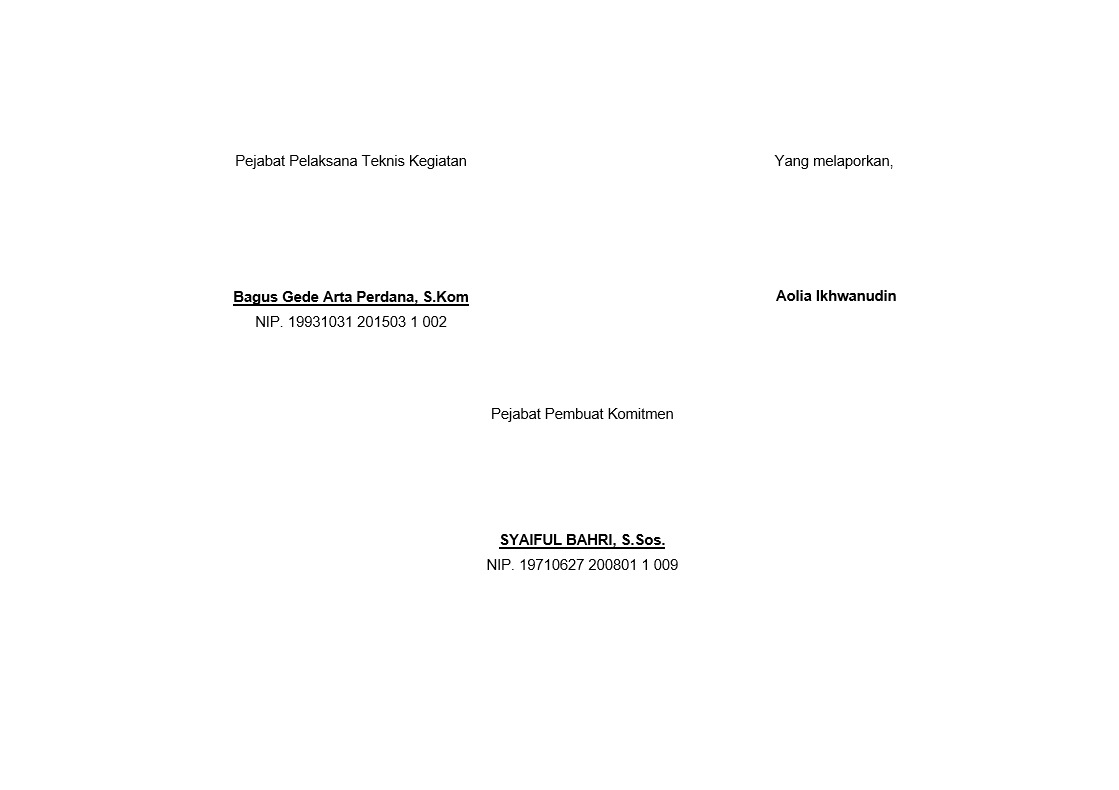 Pejabat Pelaksana Teknis Kegiatan
Yang melaporkan,
Bagus Gede Arta Perdana, S.Kom
Aolia Ikhwanudin
NIP. 19931031 201503 1 002
Pejabat Pembuat Komitmen
SYAIFUL BAHRI, S.Sos.
NIP. 19710627 200801 1 009